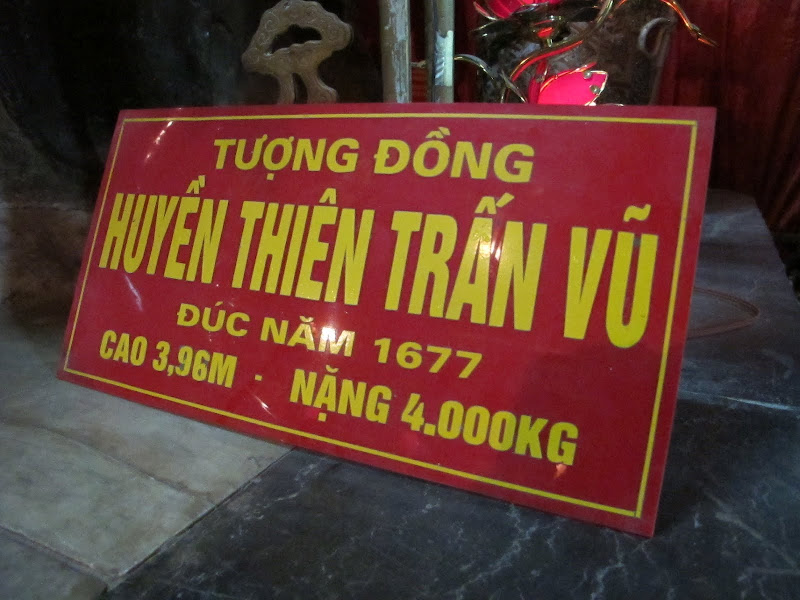 TƯỢNG ĐỒNG
HUYỀN THIÊN TRẤN VŨ
ĐÚC NĂM 1677
CAO 3,96M - NẶNG 4.000KG